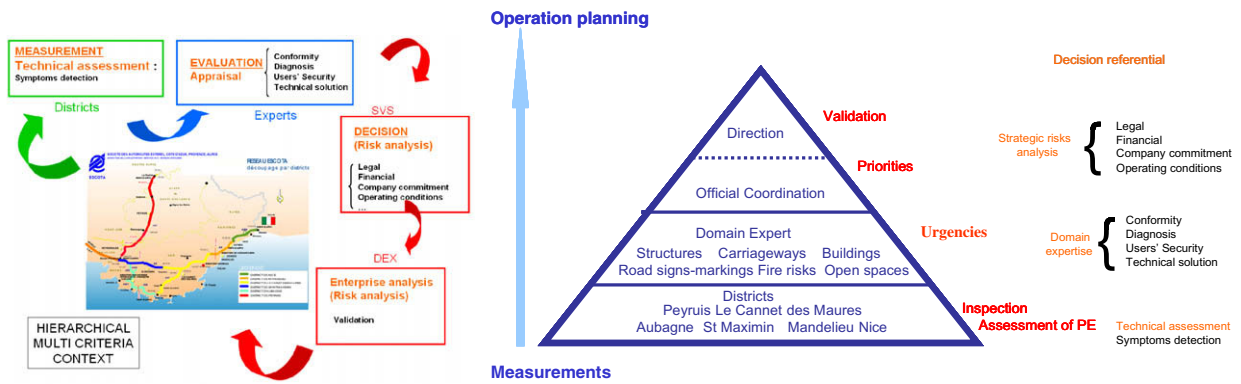 MEASUREMENT
Technical assessment :
Symptoms detection
Districts
EVALUATION
Appraisal
Conformity
Diagnosis
Users' Security
Technical solution
Experts
SVS
DECISION
(Risk analysis)
Legal
Financial
Company commitment
Operating conditions
...
DEX
Enterprise analysis
(Risk analysis)
Validation
ESCOTA
RESEAU ESCOTA
découpage par districts
HIERARCHICAL
MULTI CRITERIA
CONTEXT
Operation planning
Measurements
Direction
Official Coordination
Domain Expert
Structures Carriageways Buildings
Road signs-markings Fire risks Open spaces
Districts
Peyruis Le Cannet des Maures
Aubagne St Maximin Mandelieu Nice
Validation
Priorities
Urgencies
Inspection
Assessment of PE
Decision referential
Strategic risks
analysis
Legal
Financial
Company commitment
Operating conditions
Domain
expertise
Conformity
Diagnosis
Users' Security
Technical solution
Technical assessment
Symptoms detection